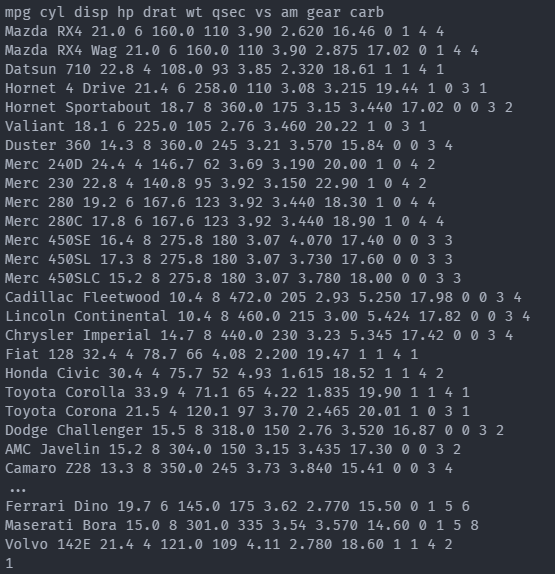 mpg cyl disp hp drat wt qsec vs am gear carb
Mazda RX4 21.0 6 160.0 110 3.90 2.620 16.46 0 1 4 4
Mazda RX4 Wag 21.0 6 160.0 110 3.90 2.875 17.02 0 1 4 4
Datsun 710 22.8 4 108.0 93 3.85 2.320 18.61 1 1 4 1
Hornet 4 Drive 21.4 6 258.0 110 3.08 3.215 19.44 1 0 3 1
Hornet Sportabout 18.7 8 360.0 175 3.15 3.440 17.02 0 0 3 2
Valiant 18.1 6 225.0 105 2.76 3.460 20.22 1 0 3 1
Duster 360 14.3 8 360.0 245 3.21 3.570 15.84 0 0 3 4
Merc 240D 24.4 4 146.7 62 3.69 3.190 20.00 1 0 4 2
Merc 230 22.8 4 140.8 95 3.92 3.150 22.90 1 0 4 2
Merc 280 19.2 6 167.6 123 3.92 3.440 18.30 1 0 4 4
Merc 280C 17.8 6 167.6 123 3.92 3.440 18.90 1 0 4 4
Merc 450SE 16.4 8 275.8 180 3.07 4.070 17.40 0 0 3 3
Merc 450SL 17.3 8 275.8 180 3.07 3.730 17.60 0 0 3 3
Merc 450SLC 15.2 8 275.8 180 3.07 3.780 18.00 0 0 3 3
Cadillac Fleetwood 10.4 8 472.0 205 2.93 5.250 17.98 0 0 3 4
Lincoln Continental 10.4 8 460.0 215 3.00 5.424 17.82 0 0 3 4
Chrysler Imperial 14.7 8 440.0 230 3.23 5.345 17.42 0 0 3 4
Fiat 128 32.4 4 78.7 66 4.08 2.200 19.47 1 1 4 1
Honda Civic 30.4 4 75.7 52 4.93 1.615 18.52 1 1 4 2
Toyota Corolla 33.9 4 71.1 65 4.22 1.835 19.90 1 1 4 1
Toyota Corona 21.5 4 120.1 97 3.70 2.465 20.01 1 0 3 1
Dodge Challenger 15.5 8 318.0 150 2.76 3.520 16.87 0 0 3 2
AMC Javelin 15.2 8 304.0 150 3.15 3.435 17.30 0 0 3 2
Camaro Z28 13.3 8 350.0 245 3.73 3.840 15.41 0 0 3 4
...
Ferrari Dino 19.7 6 145.0 175 3.62 2.770 15.50 0 1 5 6
Maserati Bora 15.0 8 301.0 335 3.54 3.570 14.60 0 1 5 8
Volvo 142E 21.4 4 121.0 109 4.11 2.780 18.60 1 1 4 2
1